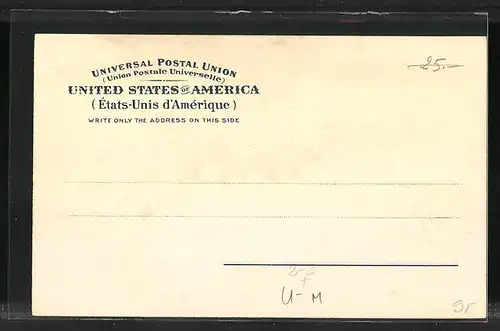 UNIVERSAL POSTAL UNION
(Union Postale Universelle)
UNITED STATES OF AMERICA
(États-Unis d'Amérique)
WRITE ONLY THE ADDRESS ON THIS SIDE
25.-
U-M